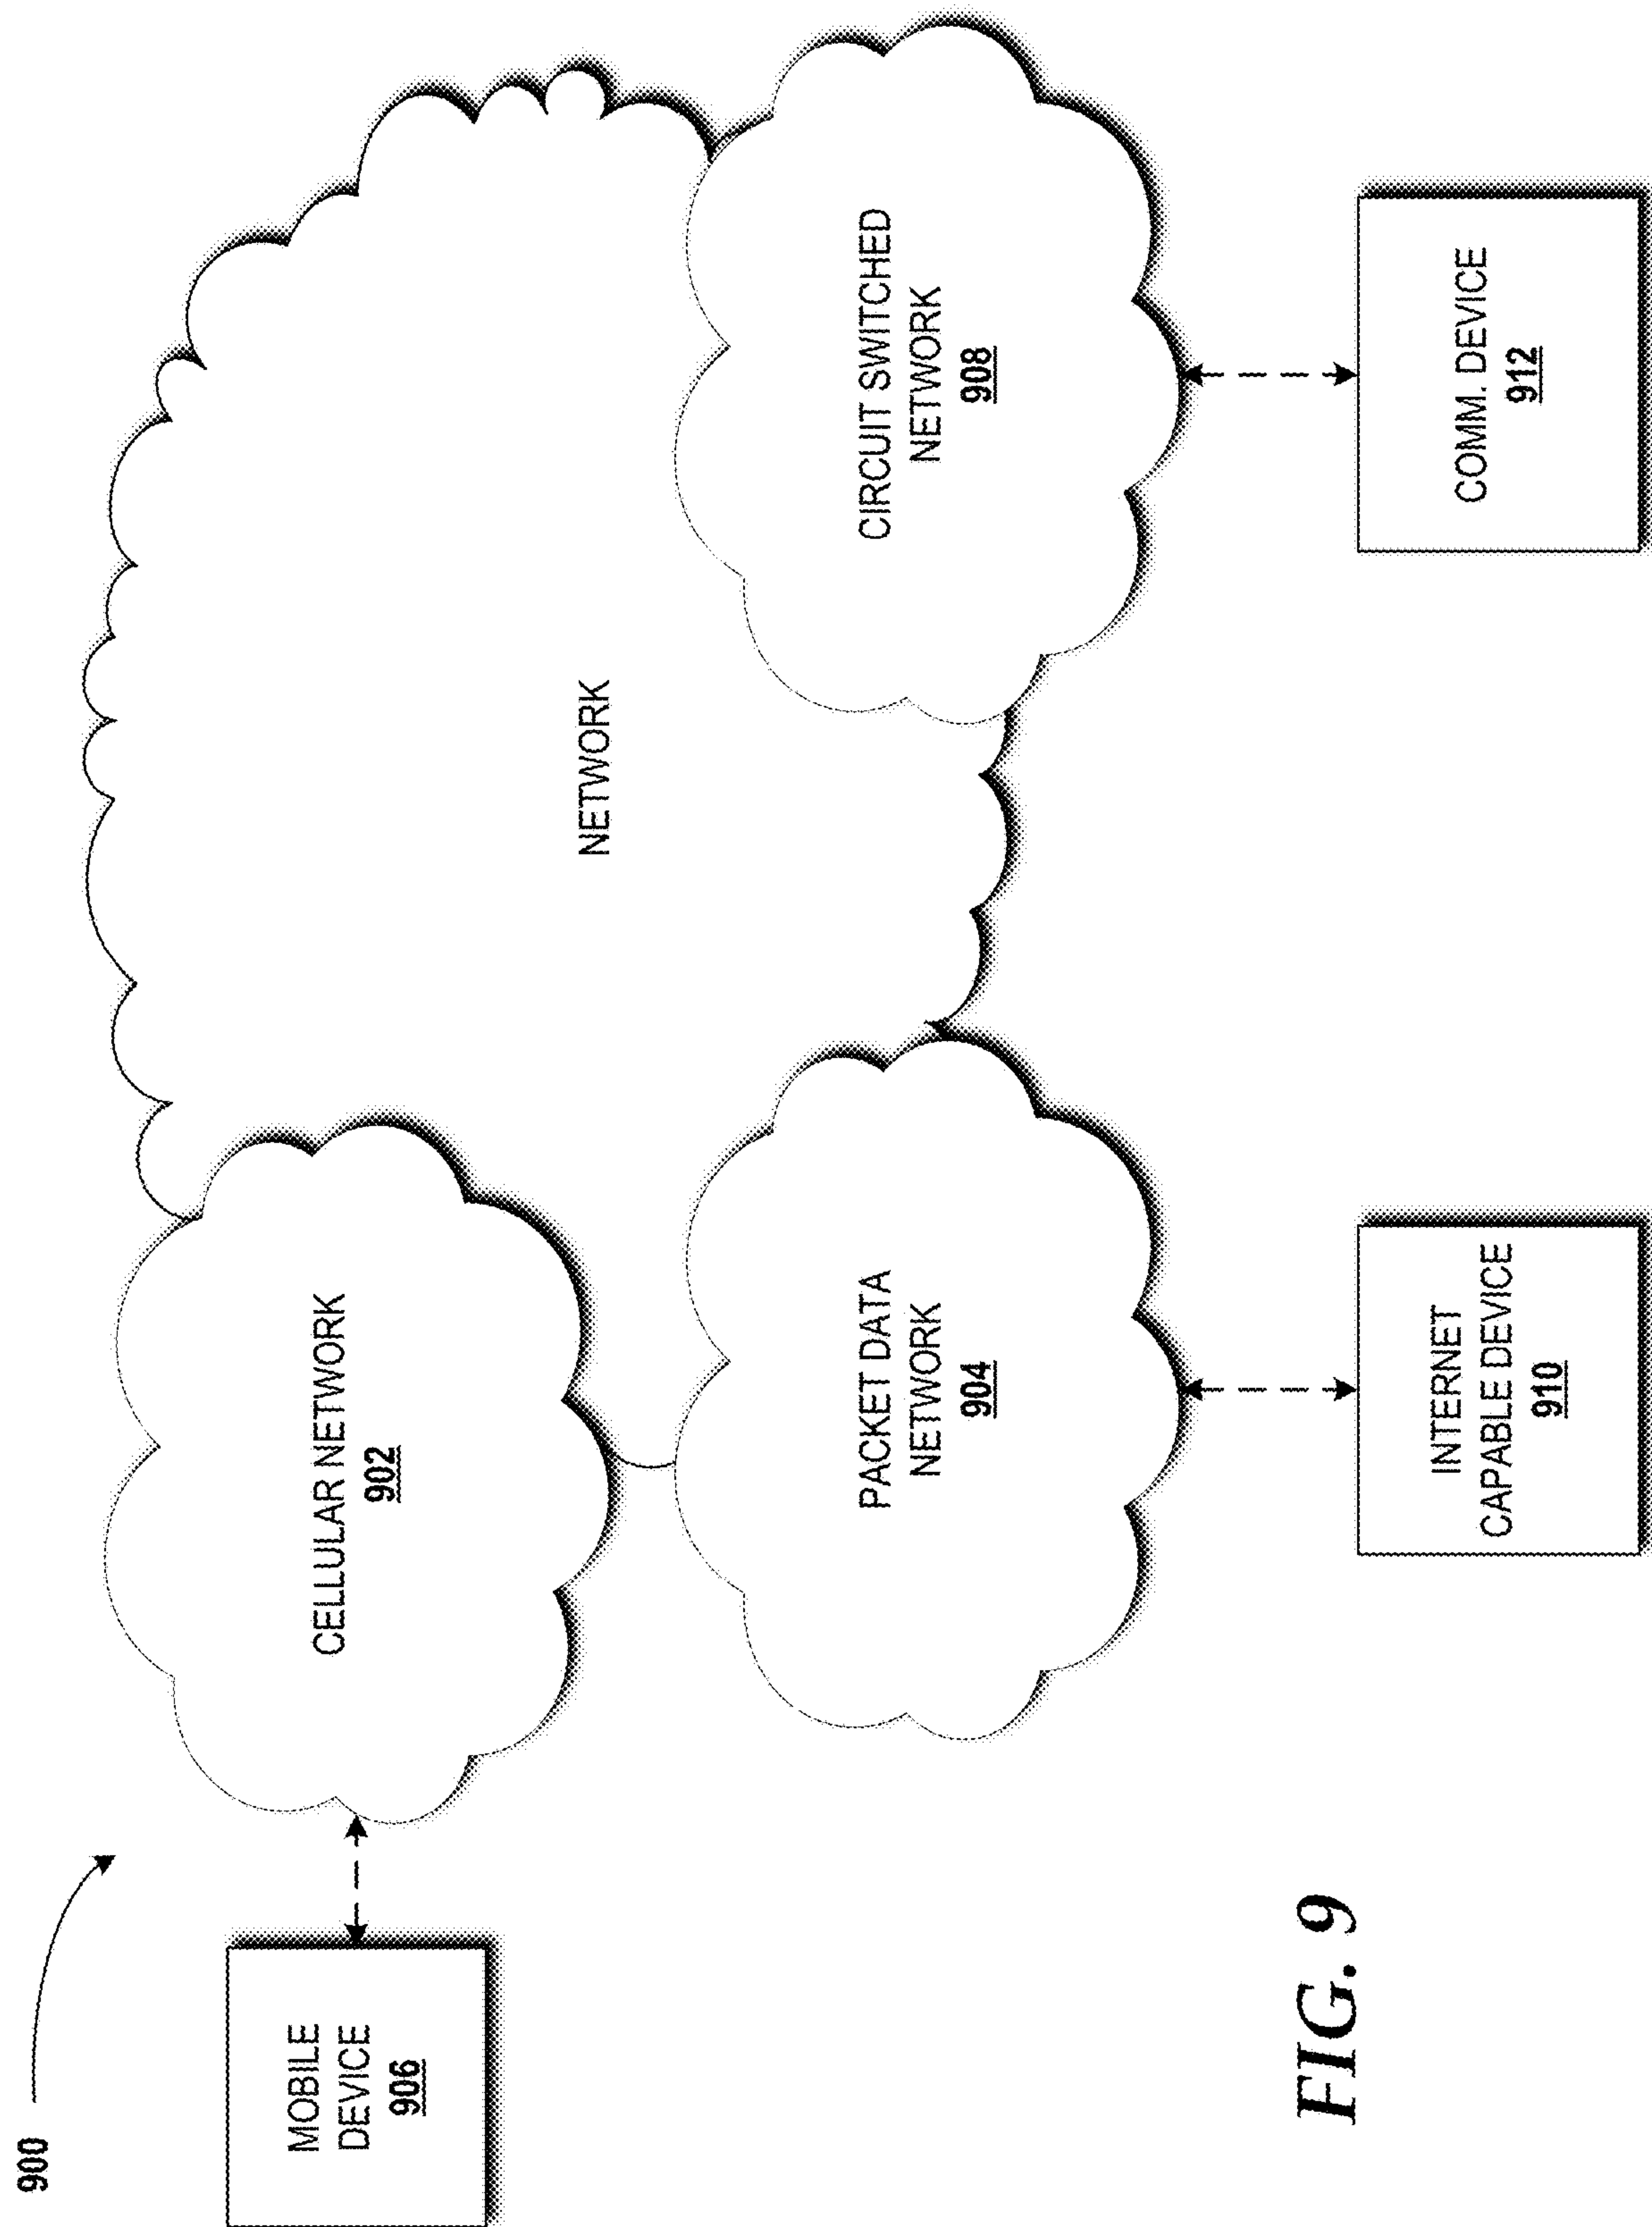 900
MOBILE
DEVICE
906
CELLULAR NETWORK
902
NETWORK
PACKET DATA
NETWORK
904
CIRCUIT SWITCHED
NETWORK
908
INTERNET
CAPABLE DEVICE
910
COMM. DEVICE
912
FIG. 9